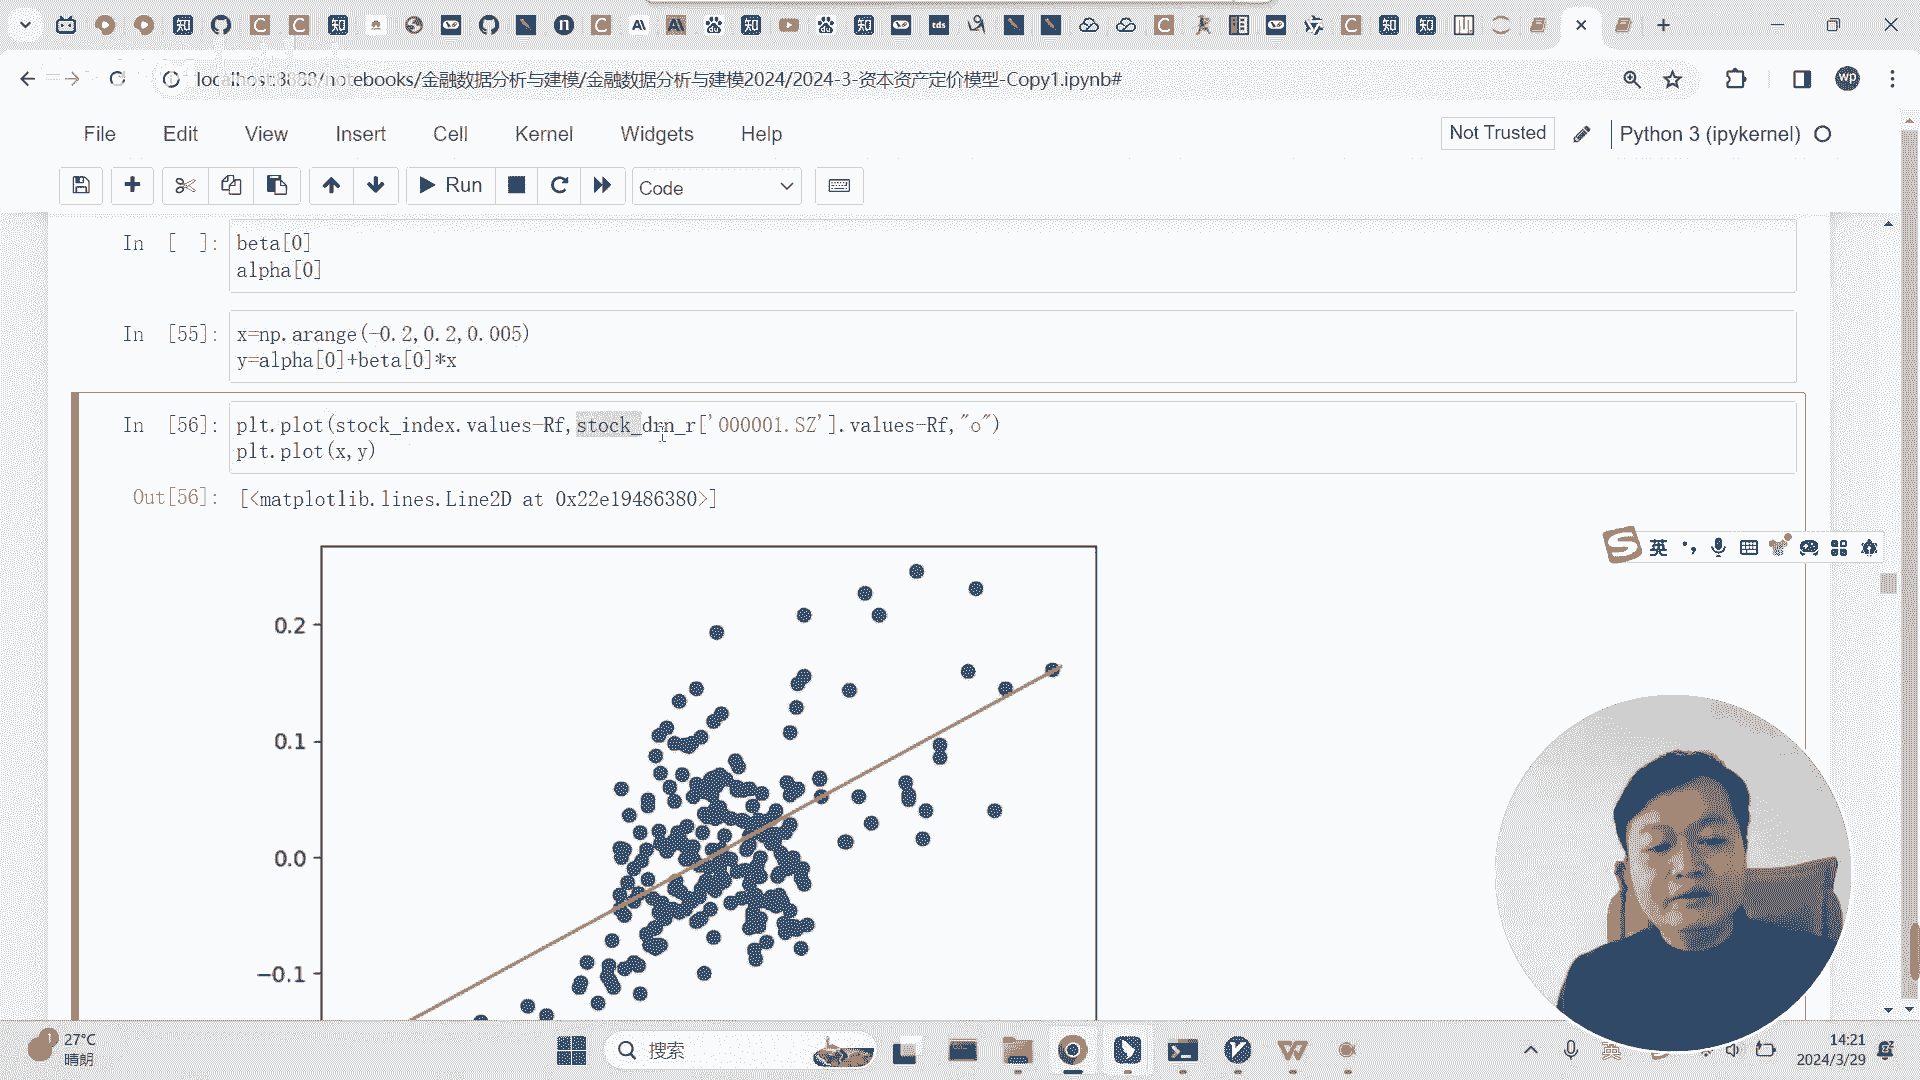 localhost:8888/notebooks/金融数据分析与建模/金融数据分析与建模2024/2024-3-资本资产定价模型-Copy1.ipynb#
File Edit View Insert Cell Kernel Widgets Help
Not Trusted
Python 3 (ipykernel)
Run
Code
In [ ]:
beta[0]
alpha[0]
In [55]:
x=np.arange(-0.2,0.2,0.005)
y=alpha[0]+beta[0]*x
In [56]:
plt.plot(stock_index.values-Rf,stock_drn_r['000001.SZ'].values-Rf,"o")
plt.plot(x,y)
Out[56]:
[<matplotlib.lines.Line2D at 0x22e19486380>]
英
0.2
0.1
0.0
−0.1
27°C
晴朗
搜索
14:21
2024/3/29